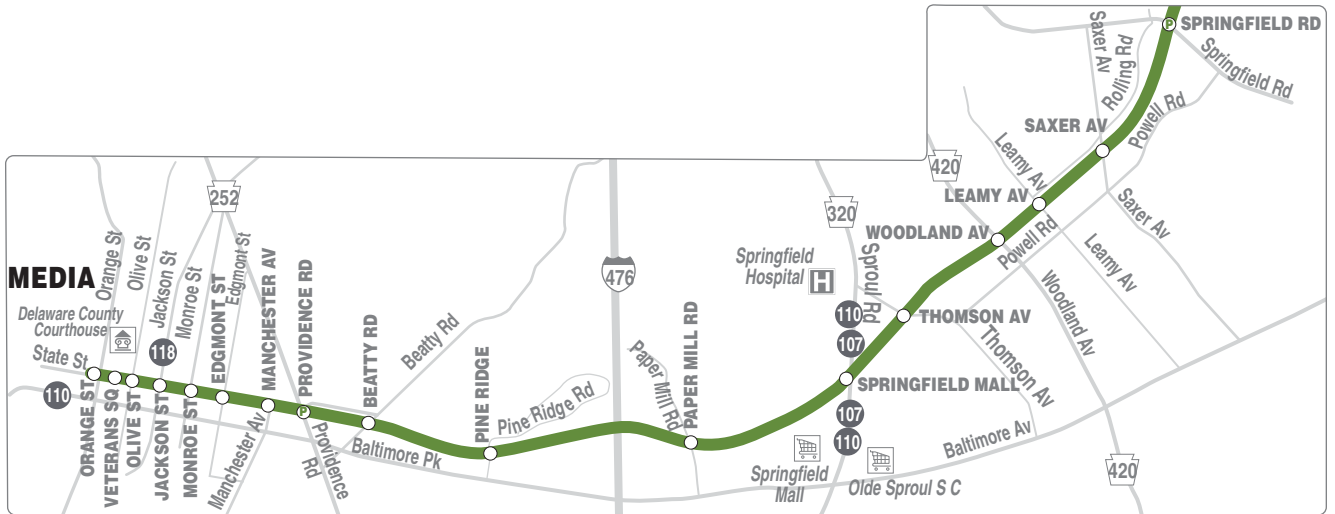 P
SPRINGFIELD RD
Saxer Av
Rolling Rd
Springfield Rd
Powell Rd
SAXER AV
420
Leamy Av
LEAMY AV
Saxer Av
WOODLAND AV
Powell Rd
Leamy Av
252
320
Springfield
Hospital
H
Sproul Rd
476
Woodland Av
MEDIA
Orange St
Olive St
Jackson St
Monroe St
EDGMONT ST
Edgmont St
MANCHESTER AV
PROVIDENCE RD
Delaware County
Courthouse
118
State St
110
BEATTY RD
Beatty Rd
PINE RIDGE
Pine Ridge Rd
Paper Mill Rd
PAPER MILL RD
110
107
THOMSON AV
Thomson Av
SPRINGFIELD MALL
P
ORANGE ST
VETERANS SQ
OLIVE ST
JACKSON ST
MONROE ST
Manchester Av
Providence
Rd
Baltimore Pk
107
110
Springfield
Mall
Olde Sproul S C
Baltimore Av
420